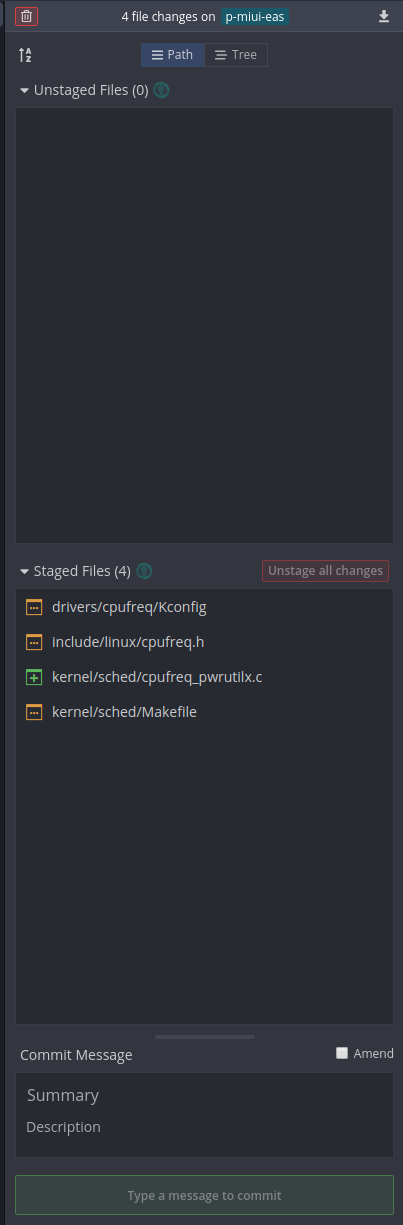 4 file changes on p-miui-eas
A
Z
Path
Tree
Unstaged Files (0)
Staged Files (4)
Unstage all changes
drivers/cpufreq/Kconfig
include/linux/cpufreq.h
kernel/sched/cpufreq_pwrutilx.c
kernel/sched/Makefile
Commit Message
Amend
Summary
Description
Type a message to commit